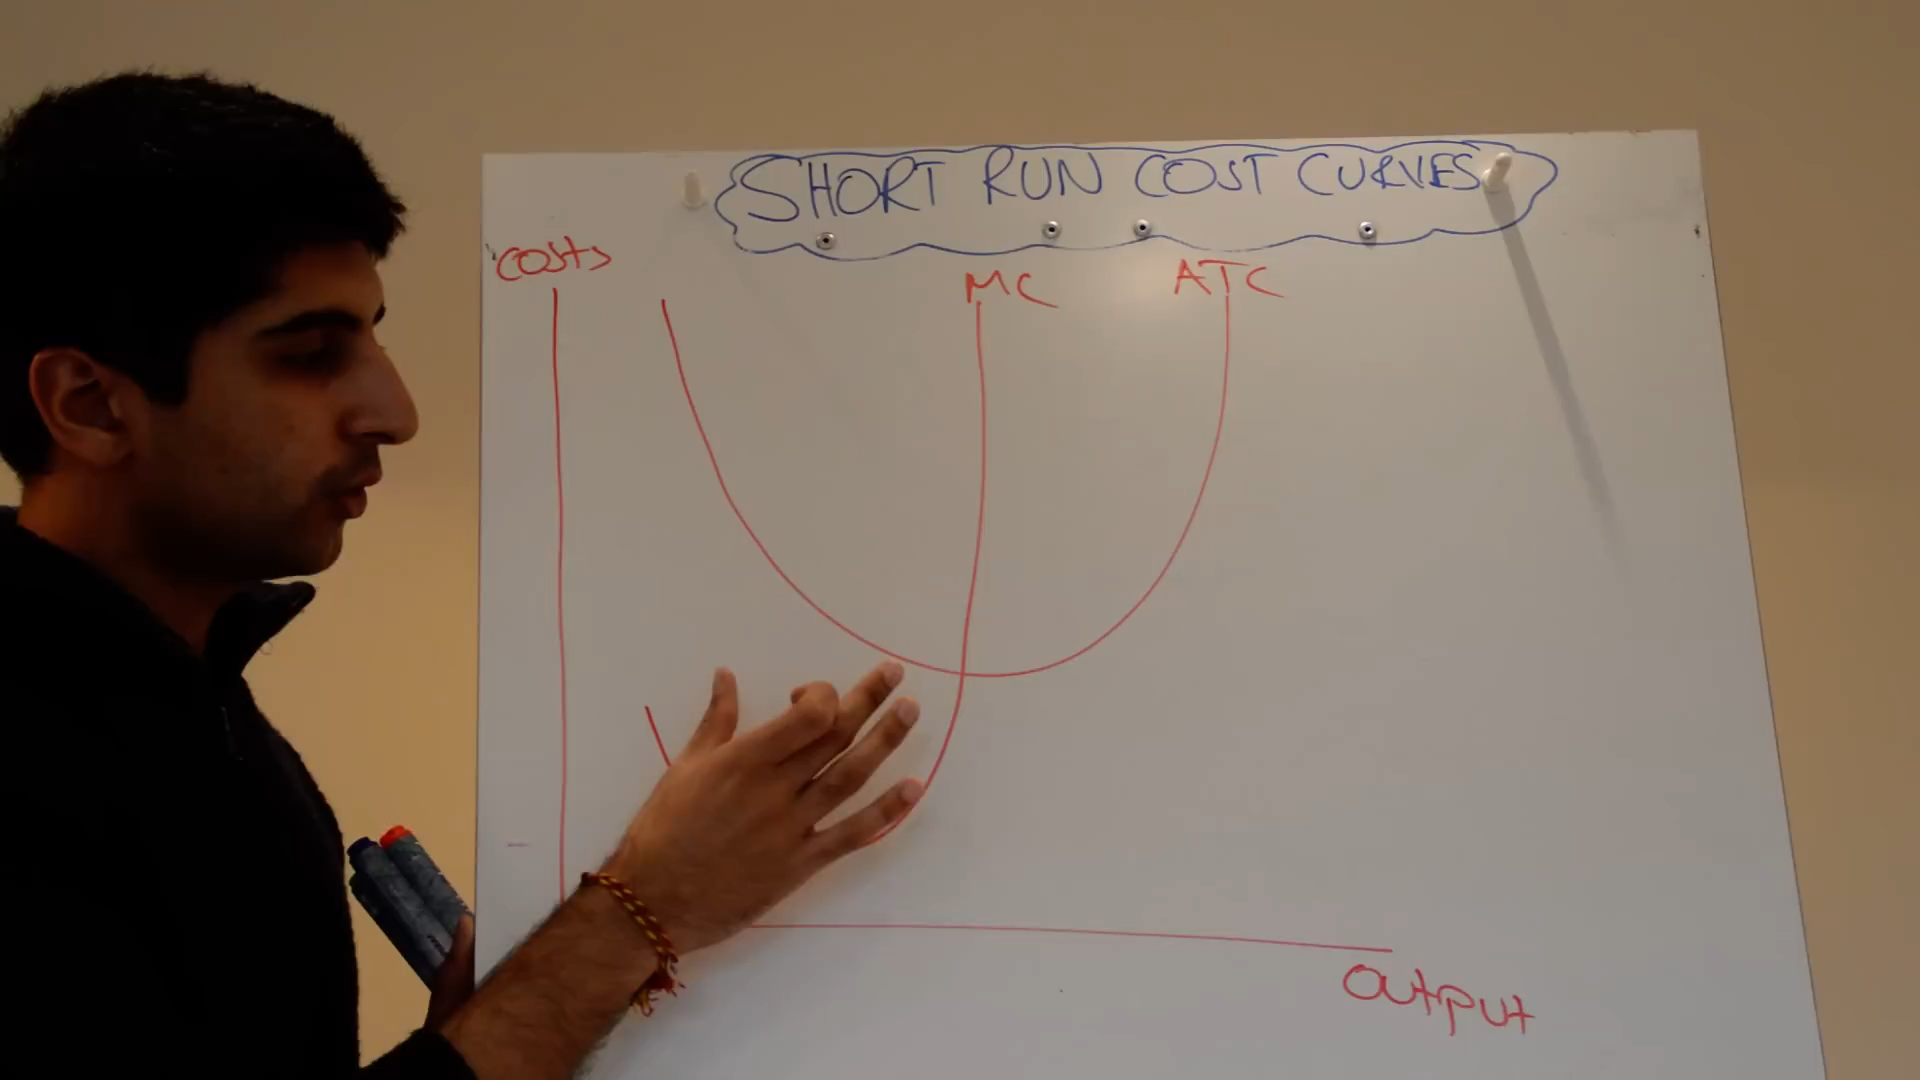 SHORT RUN COST CURVES
Costs
MC
ATC
Output